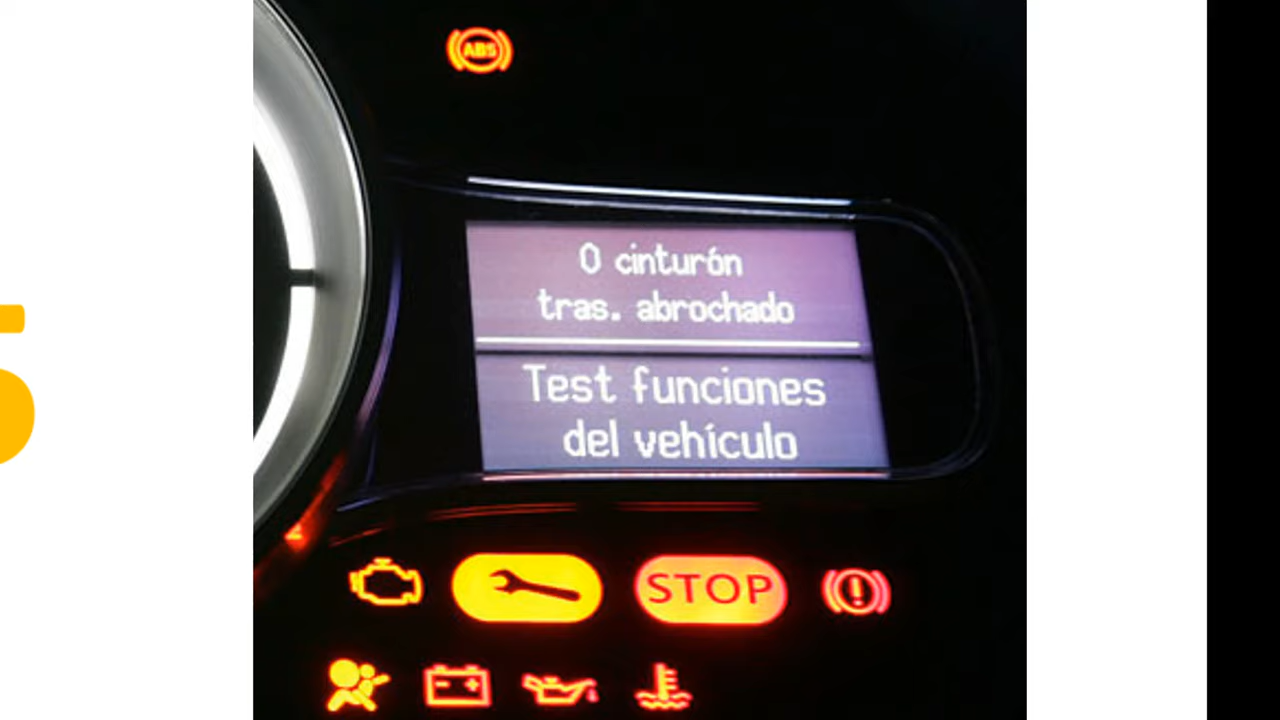 ABS
0 cinturón
tras. abrochado
Test funciones
del vehículo
STOP